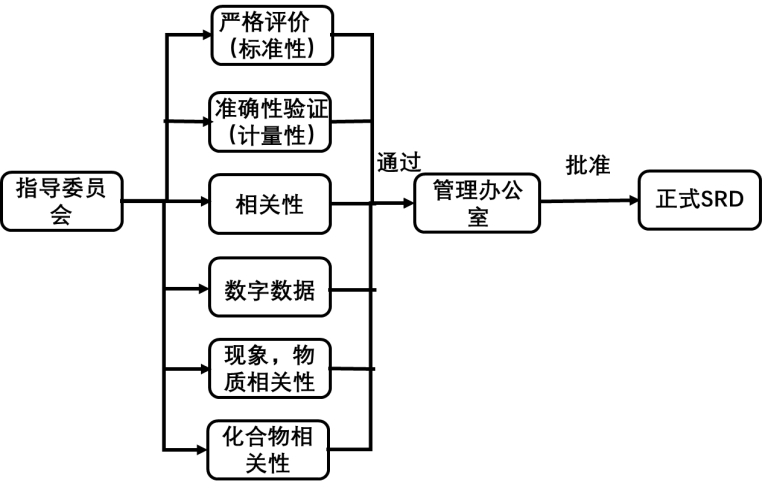 指导委员
会
严格评价
（标准性）
准确性验证
（计量性）
相关性
数字数据
现象，物
质相关性
化合物相
关性
通过
管理办公
室
批准
正式SRD